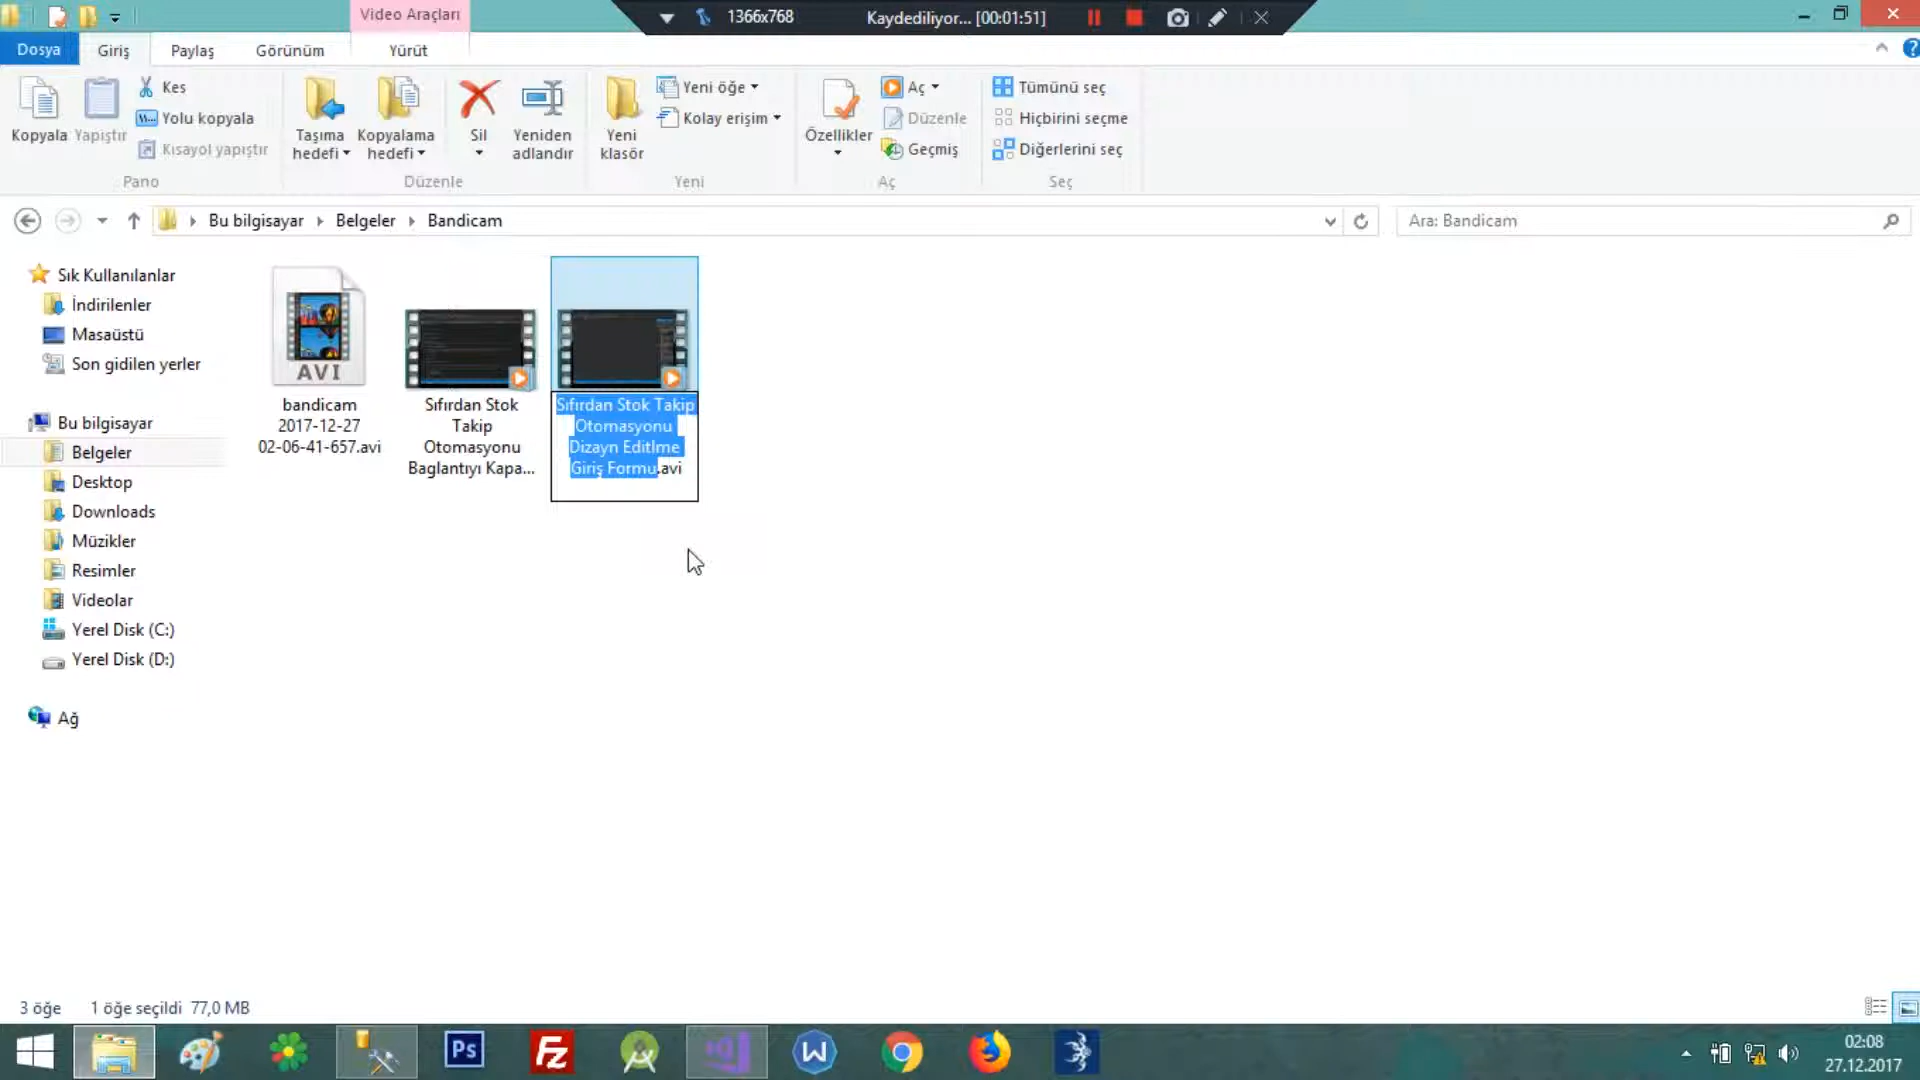 Video Araçları
1366x768
Kaydediliyor... [00:01:51]
Dosya
Giriş
Paylaş
Görünüm
Yürüt
Kopyala
Yapıştır
Kes
Yolu kopyala
Kısayol yapıştır
Pano
Taşıma
hedefi
Kopyalama
hedefi
Sil
Yeniden
adlandır
Düzenle
Yeni
klasör
Yeni öğe
Kolay erişim
Yeni
Özellikler
Aç
Düzenle
Geçmiş
Aç
Tümünü seç
Hiçbirini seçme
Diğerlerini seç
Seç
Bu bilgisayar
Belgeler
Bandicam
Ara: Bandicam
Sık Kullanılanlar
İndirilenler
Masaüstü
Son gidilen yerler
Bu bilgisayar
Belgeler
Desktop
Downloads
Müzikler
Resimler
Videolar
Yerel Disk (C:)
Yerel Disk (D:)
Ağ
AVI
bandicam
2017-12-27
02-06-41-657.avi
Sıfırdan Stok
Takip
Otomasyonu
Baglantıyı Kapa...
Sıfırdan Stok Takip
Otomasyonu
Dizayn Editlme
Giriş Formu.avi
3 öğe
1 öğe seçildi 77,0 MB
Ps
Fz
W
02:08
27.12.2017